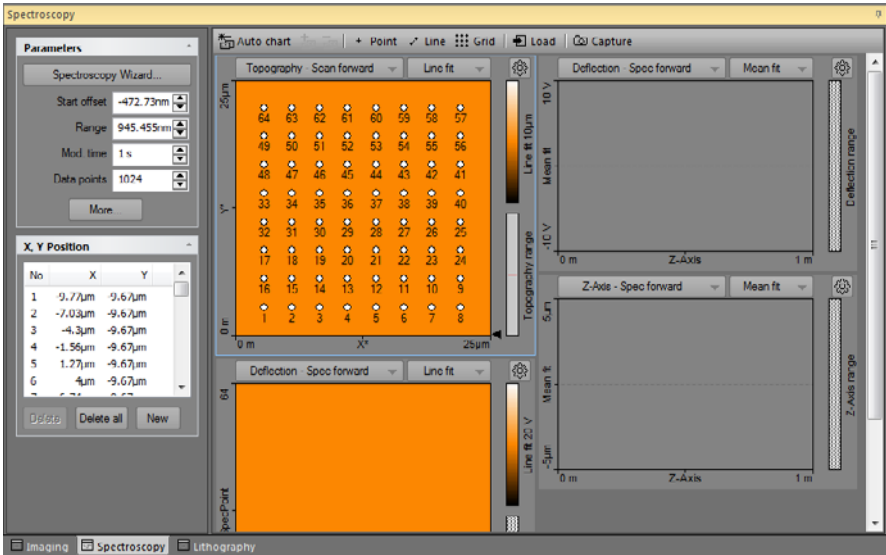 Spectroscopy
Parameters
Spectroscopy Wizard...
Start offset -472.73nm
Range 945.455nm
Mod. time 1 s
Data points 1024
More...
X, Y Position
No X Y
1 -9.77µm -9.67µm
2 -7.03µm -9.67µm
3 -4.3µm -9.67µm
4 -1.56µm -9.67µm
5 1.27µm -9.67µm
6 4µm -9.67µm
Delete Delete all New
Auto chart + Point Line Grid Load Capture
Topography - Scan forward Line fit
25µm
64 63 62 61 60 59 58 57
49 50 51 52 53 54 55 56
48 47 46 45 44 43 42 41
33 34 35 36 37 38 39 40
32 31 30 29 28 27 26 25
17 18 19 20 21 22 23 24
16 15 14 13 12 11 10 9
1 2 3 4 5 6 7 8
Y*
0 m
0 m X* 25µm
Line fit 10µm
Topography range
Deflection - Spec forward Line fit
64
SpecPoint
Line fit 20 V
Deflection - Spec forward Mean fit
10 V
Mean fit
-10 V
0 m Z-Axis 1 m
Deflection range
Z-Axis - Spec forward Mean fit
5µm
Mean fit
-5µm
0 m Z-Axis 1 m
Z-Axis range
Imaging Spectroscopy Lithography